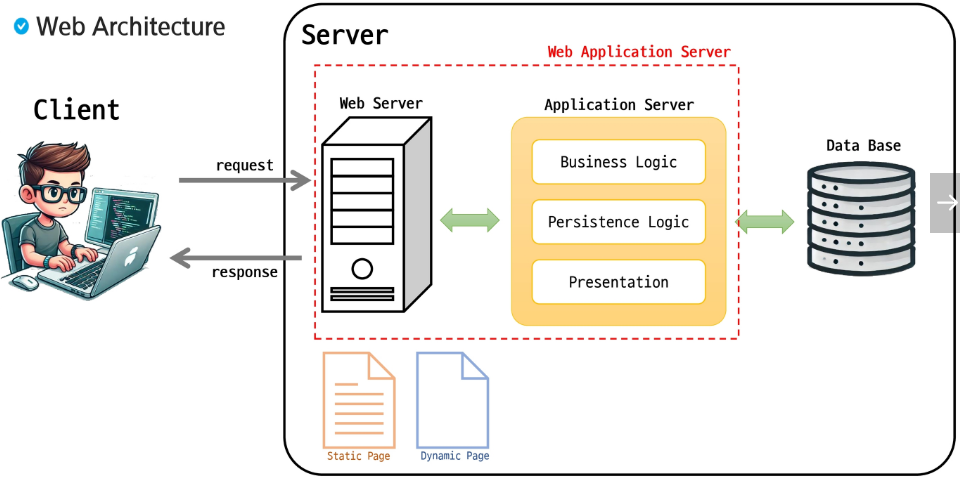 Web Architecture
Server
Web Application Server
Client
Web Server
Application Server
Data Base
request
response
Business Logic
Persistence Logic
Presentation
Static Page
Dynamic Page